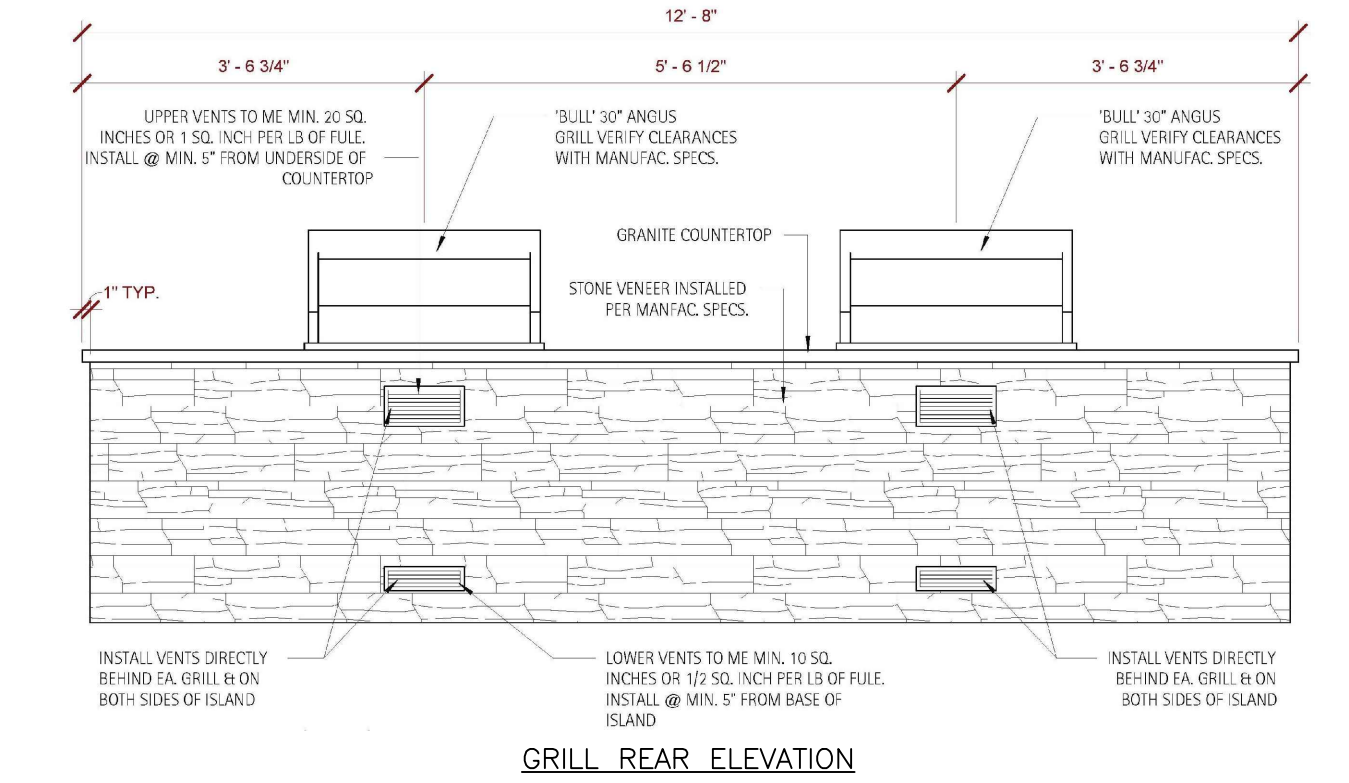 12' - 8"
3' - 6 3/4"
5' - 6 1/2"
3' - 6 3/4"
UPPER VENTS TO ME MIN. 20 SQ.
INCHES OR 1 SQ. INCH PER LB OF FULE.
INSTALL @ MIN. 5" FROM UNDERSIDE OF
COUNTERTOP
'BULL' 30" ANGUS
GRILL VERIFY CLEARANCES
WITH MANUFAC. SPECS.
'BULL' 30" ANGUS
GRILL VERIFY CLEARANCES
WITH MANUFAC. SPECS.
GRANITE COUNTERTOP
1" TYP.
STONE VENEER INSTALLED
PER MANFAC. SPECS.
INSTALL VENTS DIRECTLY
BEHIND EA. GRILL & ON
BOTH SIDES OF ISLAND
LOWER VENTS TO ME MIN. 10 SQ.
INCHES OR 1/2 SQ. INCH PER LB OF FULE.
INSTALL @ MIN. 5" FROM BASE OF
ISLAND
INSTALL VENTS DIRECTLY
BEHIND EA. GRILL & ON
BOTH SIDES OF ISLAND
GRILL REAR ELEVATION